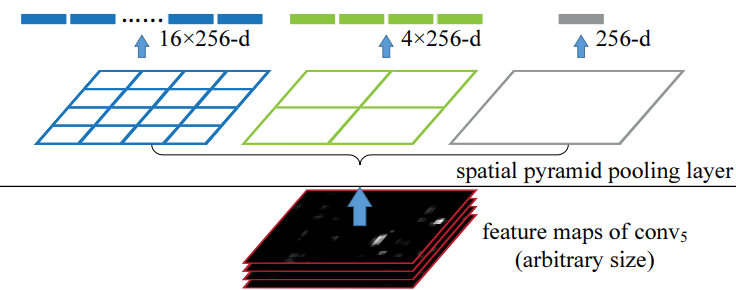 ......
16×256-d
4×256-d
256-d
spatial pyramid pooling layer
feature maps of conv5
(arbitrary size)